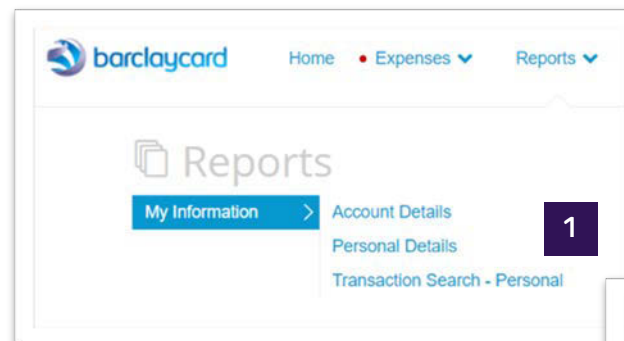 barclaycard Home • Expenses Reports
Reports
My Information Account Details
Personal Details
Transaction Search - Personal
1